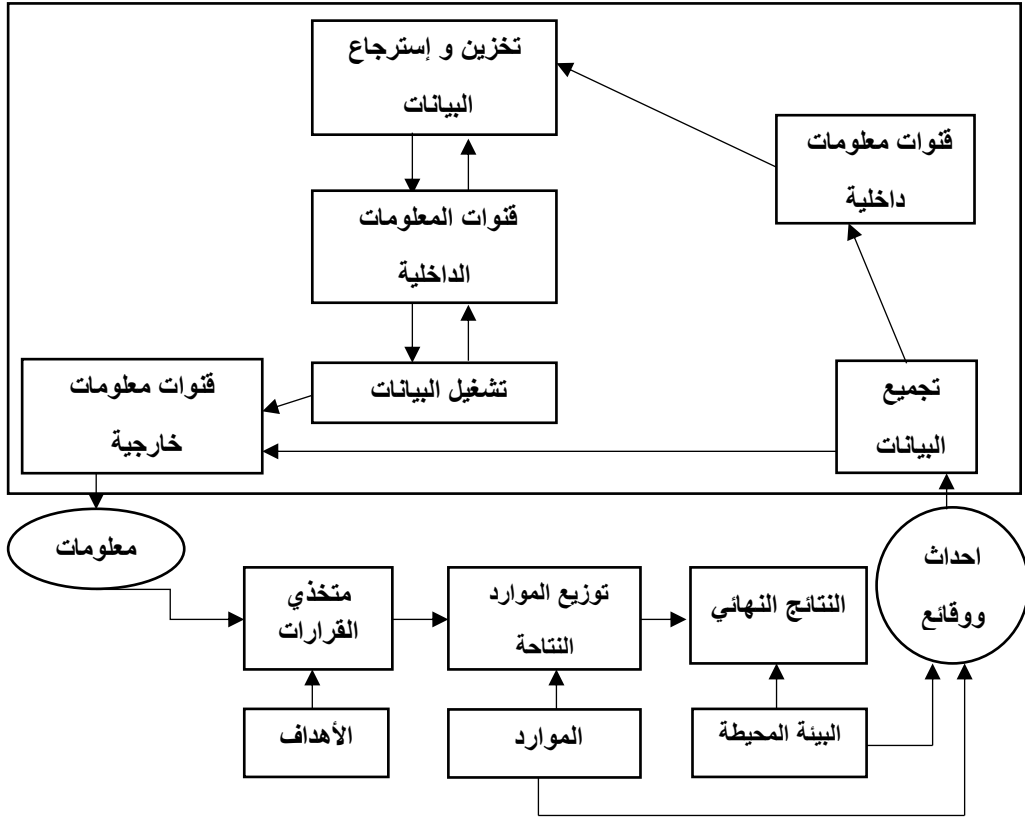 تخزين و إسترجاع
البيانات
قنوات معلومات
داخلية
قنوات المعلومات
الداخلية
تشغيل البيانات
قنوات معلومات
خارجية
تجميع
البيانات
معلومات
احداث
ووقائع
متخذي
القرارات
توزيع الموارد
النتاحة
النتائج النهائي
الأهداف
الموارد
البيئة المحيطة